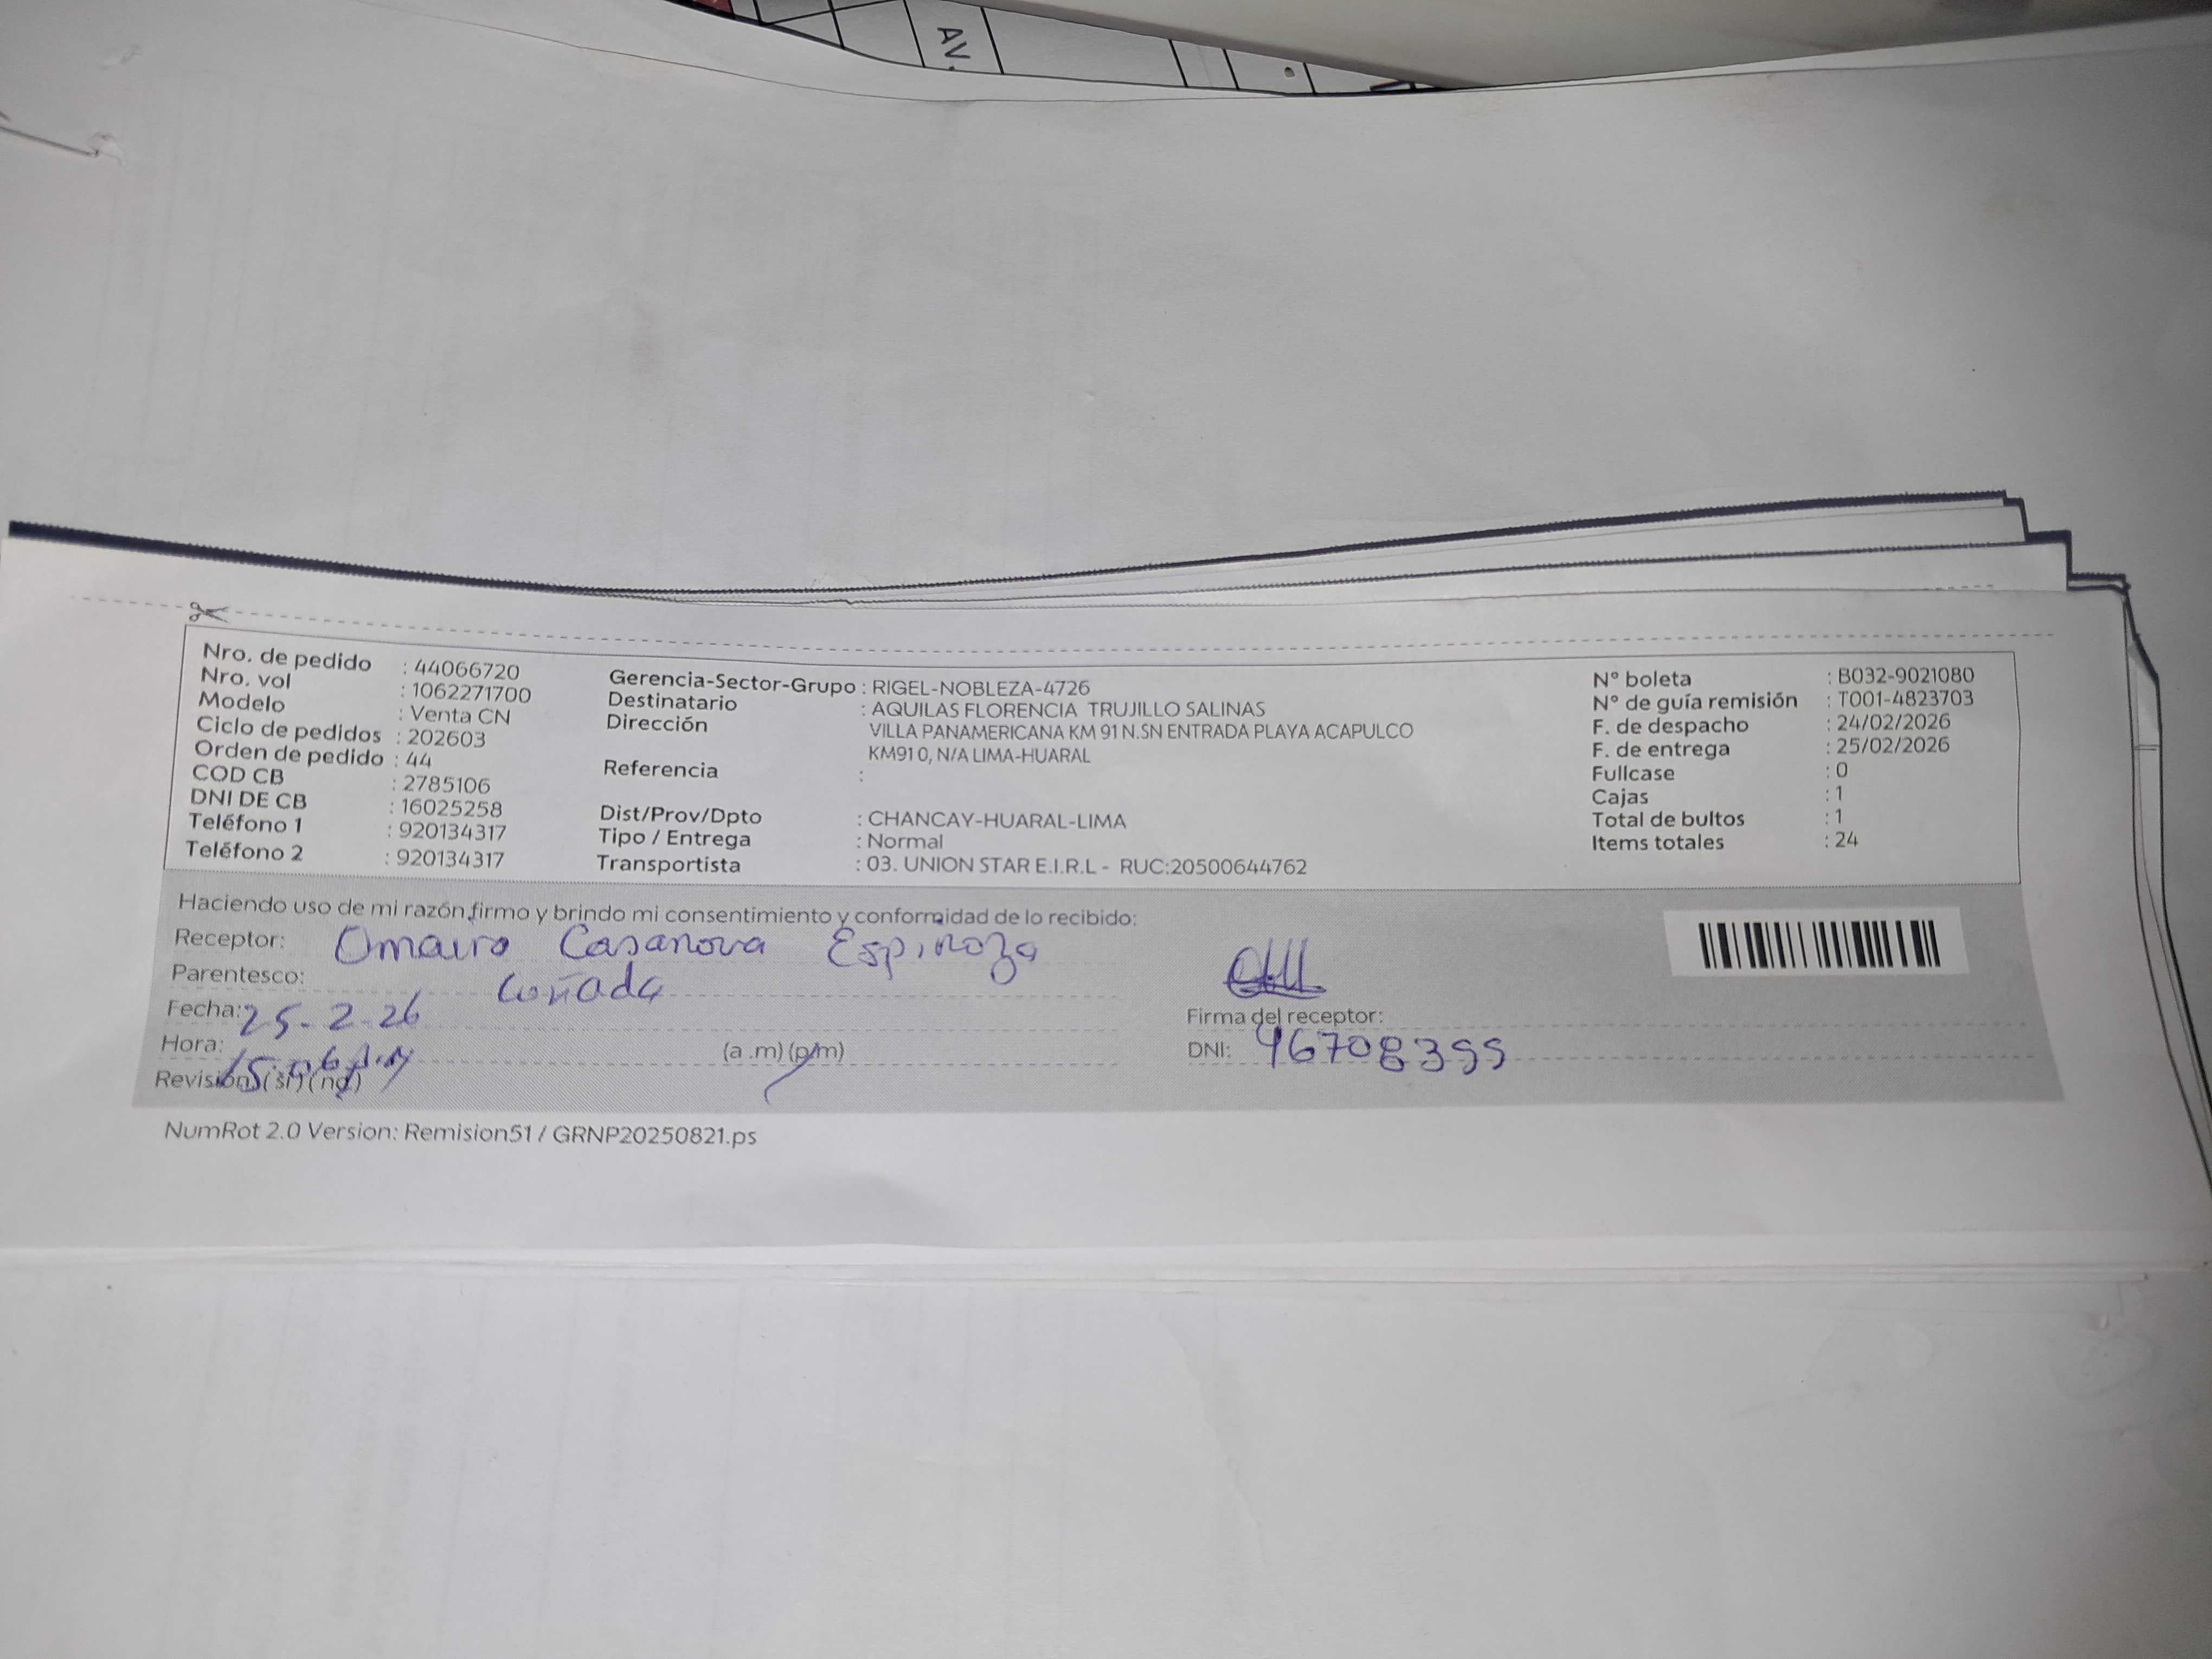 AV.
Nro. de pedido : 44066720
Nro. vol : 1062271700
Modelo : Venta CN
Ciclo de pedidos : 202603
Orden de pedido : 44
COD CB : 2785106
DNI DE CB : 16025258
Teléfono 1 : 920134317
Teléfono 2 : 920134317
Gerencia-Sector-Grupo : RIGEL-NOBLEZA-4726
Destinatario : AQUILAS FLORENCIA TRUJILLO SALINAS
Dirección VILLA PANAMERICANA KM 91 N.SN ENTRADA PLAYA ACAPULCO
KM91 0, N/A LIMA-HUARAL
Referencia :
Dist/Prov/Dpto : CHANCAY-HUARAL-LIMA
Tipo / Entrega : Normal
Transportista : 03. UNION STAR E.I.R.L - RUC:20500644762
N° boleta : B032-9021080
N° de guía remisión : T001-4823703
F. de despacho : 24/02/2026
F. de entrega : 25/02/2026
Fullcase : 0
Cajas : 1
Total de bultos : 1
Items totales : 24
Haciendo uso de mi razón,firmo y brindo mi consentimiento y conformidad de lo recibido:
Receptor: Omaira Casanova Espinoza
Parentesco: Cuñada
Fecha: 25-2-26
Hora: (a .m) (p/m)
Revisión (si) (no)
Firma del receptor:
DNI: 46708399
NumRot 2.0 Version: Remision51 / GRNP20250821.ps